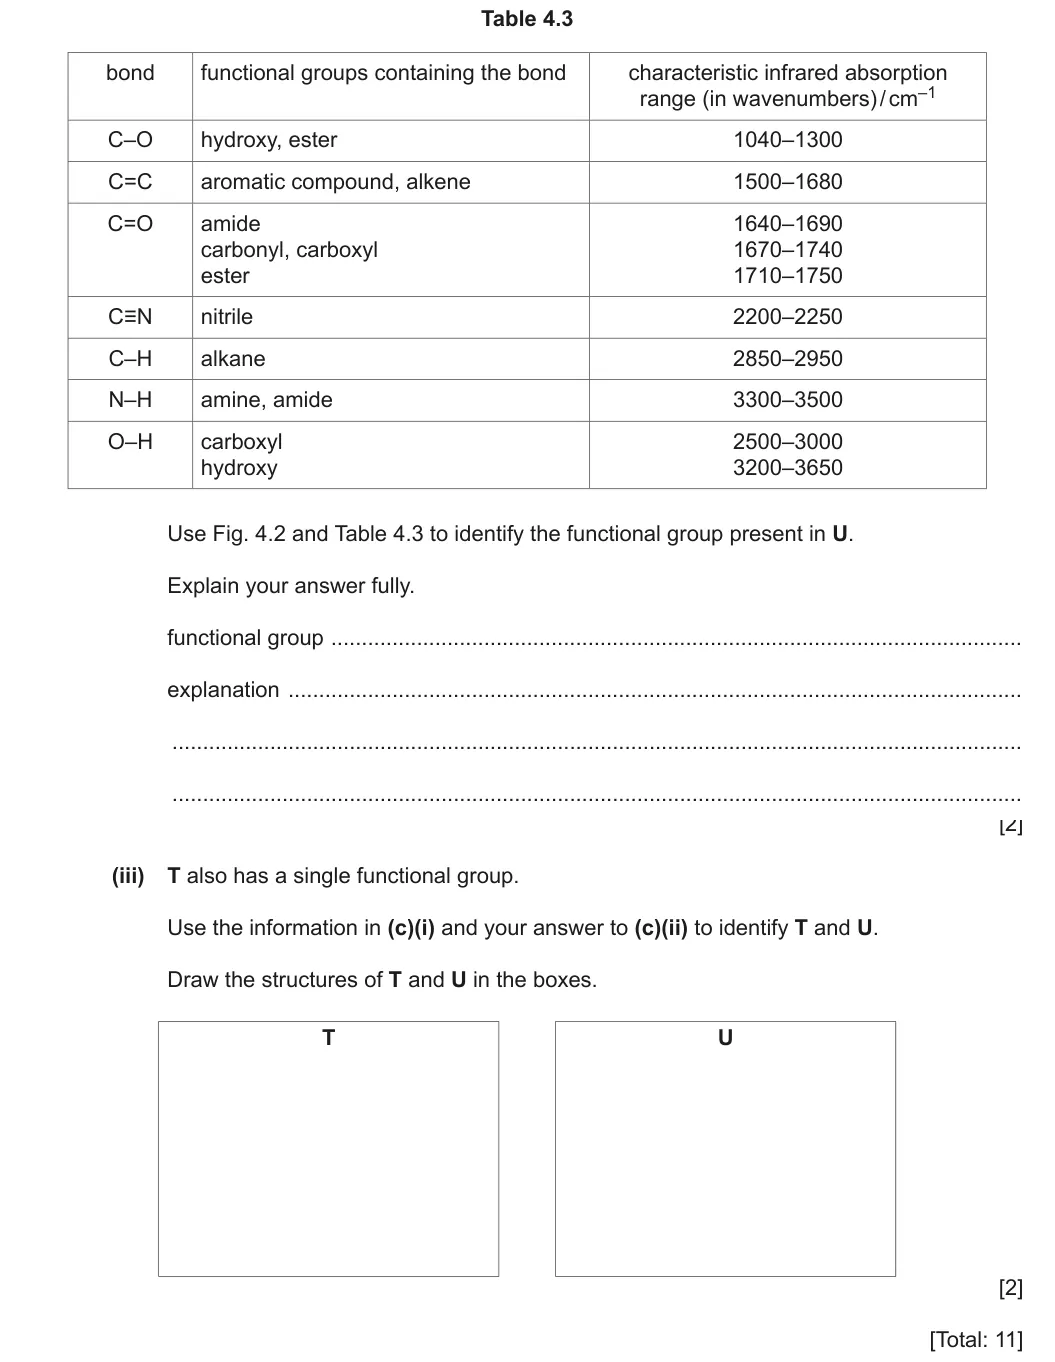 Table 4.3
bond functional groups containing the bond characteristic infrared absorption
range (in wavenumbers)/cm⁻¹
C–O hydroxy, ester 1040–1300
C=C aromatic compound, alkene 1500–1680
C=O amide 1640–1690
carbonyl, carboxyl 1670–1740
ester 1710–1750
C≡N nitrile 2200–2250
C–H alkane 2850–2950
N–H amine, amide 3300–3500
O–H carboxyl 2500–3000
hydroxy 3200–3650
Use Fig. 4.2 and Table 4.3 to identify the functional group present in U.
Explain your answer fully.
functional group ..........................................................................................
explanation ..........................................................................................
..........................................................................................
..........................................................................................
[2]
(iii) T also has a single functional group.
Use the information in (c)(i) and your answer to (c)(ii) to identify T and U.
Draw the structures of T and U in the boxes.
T U
[2]
[Total: 11]